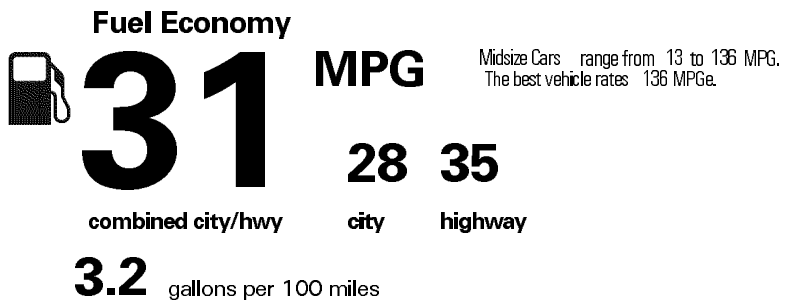 Fuel Economy
31 MPG
Midsize Cars range from 13 to 136 MPG.
The best vehicle rates 136 MPGe.
28 35
combined city/hwy city highway
3.2 gallons per 100 miles